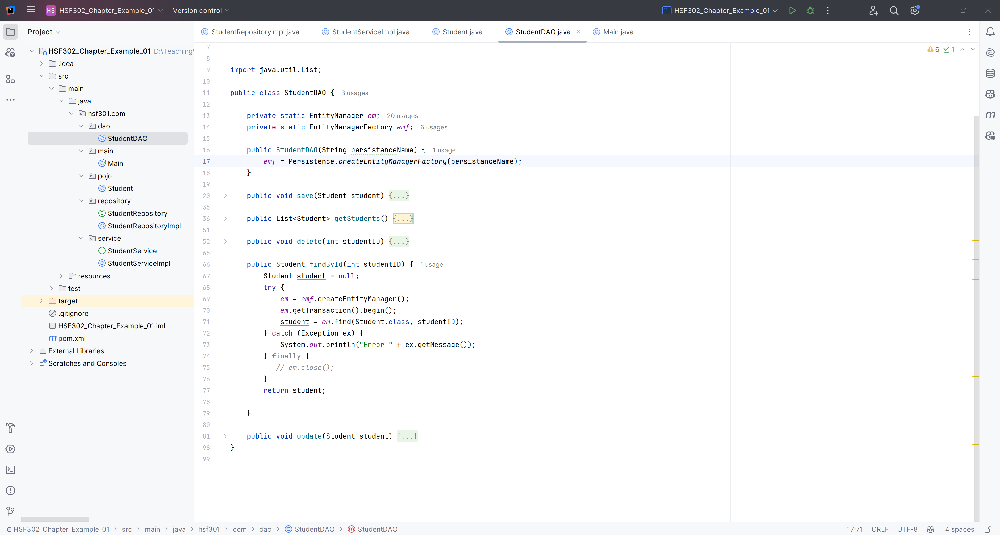 HS HSF302_Chapter_Example_01 Version control HSF302_Chapter_Example_01
Project
HSF302_Chapter_Example_01 D:\Teaching\
.idea
src
main
java
hsf301.com
dao
StudentDAO
main
Main
pojo
Student
repository
StudentRepository
StudentRepositoryImpl
service
StudentService
StudentServiceImpl
resources
test
target
.gitignore
HSF302_Chapter_Example_01.iml
pom.xml
External Libraries
Scratches and Consoles
StudentRepositoryImpl.java StudentServiceImpl.java Student.java StudentDAO.java Main.java
6 1
7
8
9 import java.util.List;
10
11 public class StudentDAO { 3 usages
12
13 private static EntityManager em; 20 usages
14 private static EntityManagerFactory emf; 6 usages
15
16 public StudentDAO(String persistanceName) { 1 usage
17 emf = Persistence.createEntityManagerFactory(persistanceName);
18 }
19
20 public void save(Student student) {...}
35
36 public List<Student> getStudents() {...}
51
52 public void delete(int studentID) {...}
65
66 public Student findById(int studentID) { 1 usage
67 Student student = null;
68 try {
69 em = emf.createEntityManager();
70 em.getTransaction().begin();
71 student = em.find(Student.class, studentID);
72 } catch (Exception ex) {
73 System.out.println("Error " + ex.getMessage());
74 } finally {
75 // em.close();
76 }
77 return student;
78
79 }
80
81 public void update(Student student) {...}
98 }
99
HSF302_Chapter_Example_01 > src > main > java > hsf301 > com > dao > StudentDAO > StudentDAO 17:71 CRLF UTF-8 4 spaces